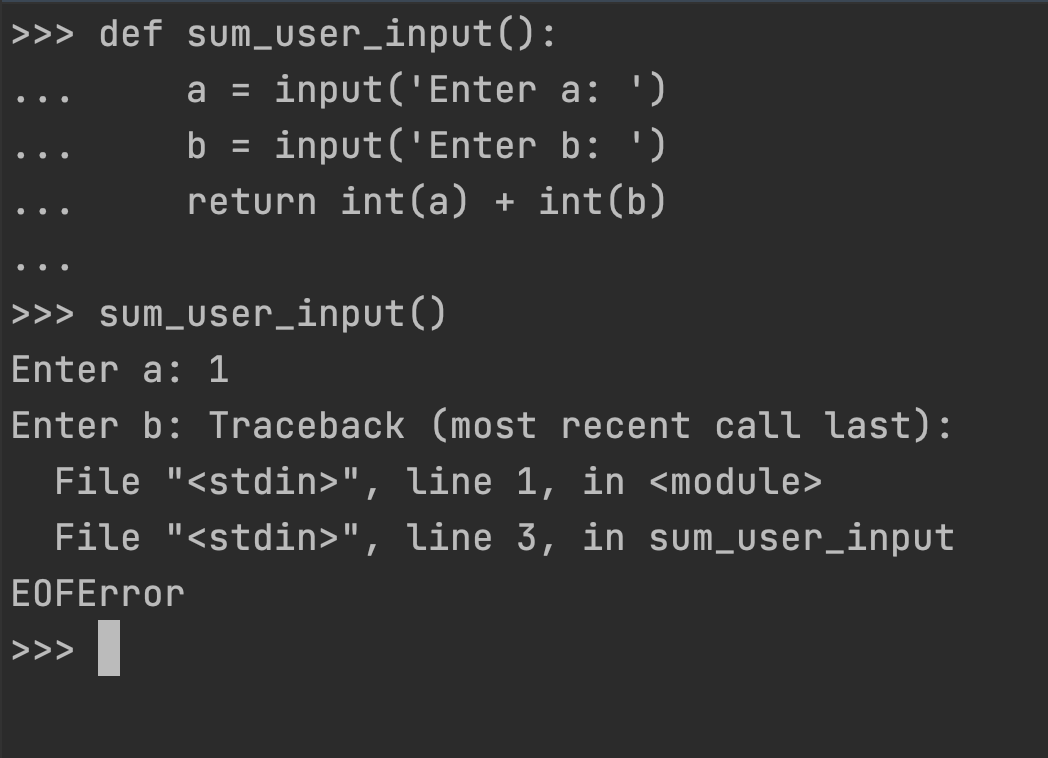 >>> def sum_user_input():
...     a = input('Enter a: ')
...     b = input('Enter b: ')
...     return int(a) + int(b)
...
>>> sum_user_input()
Enter a: 1
Enter b: Traceback (most recent call last):
  File "<stdin>", line 1, in <module>
  File "<stdin>", line 3, in sum_user_input
EOFError
>>>